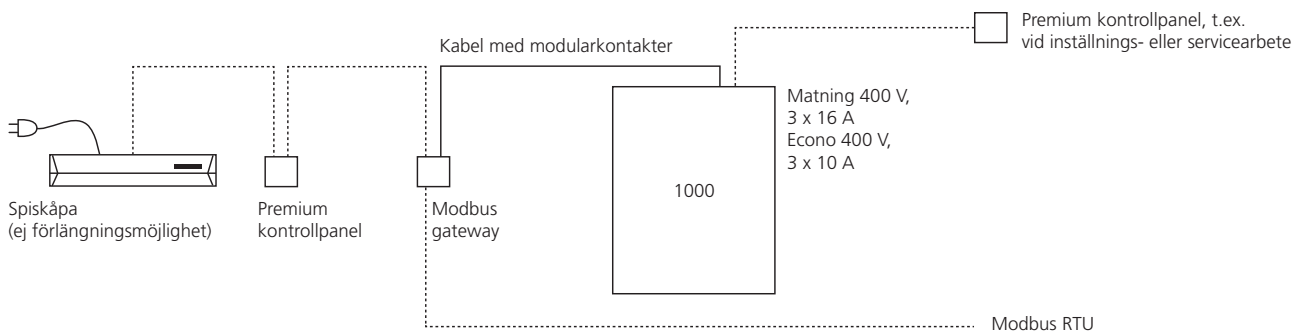 Premium kontrollpanel, t.ex.
vid inställnings- eller servicearbete
Kabel med modularkontakter
Matning 400 V,
3 x 16 A
Econo 400 V,
3 x 10 A
1000
Spiskåpa
(ej förlängningsmöjlighet)
Premium
kontrollpanel
Modbus
gateway
Modbus RTU